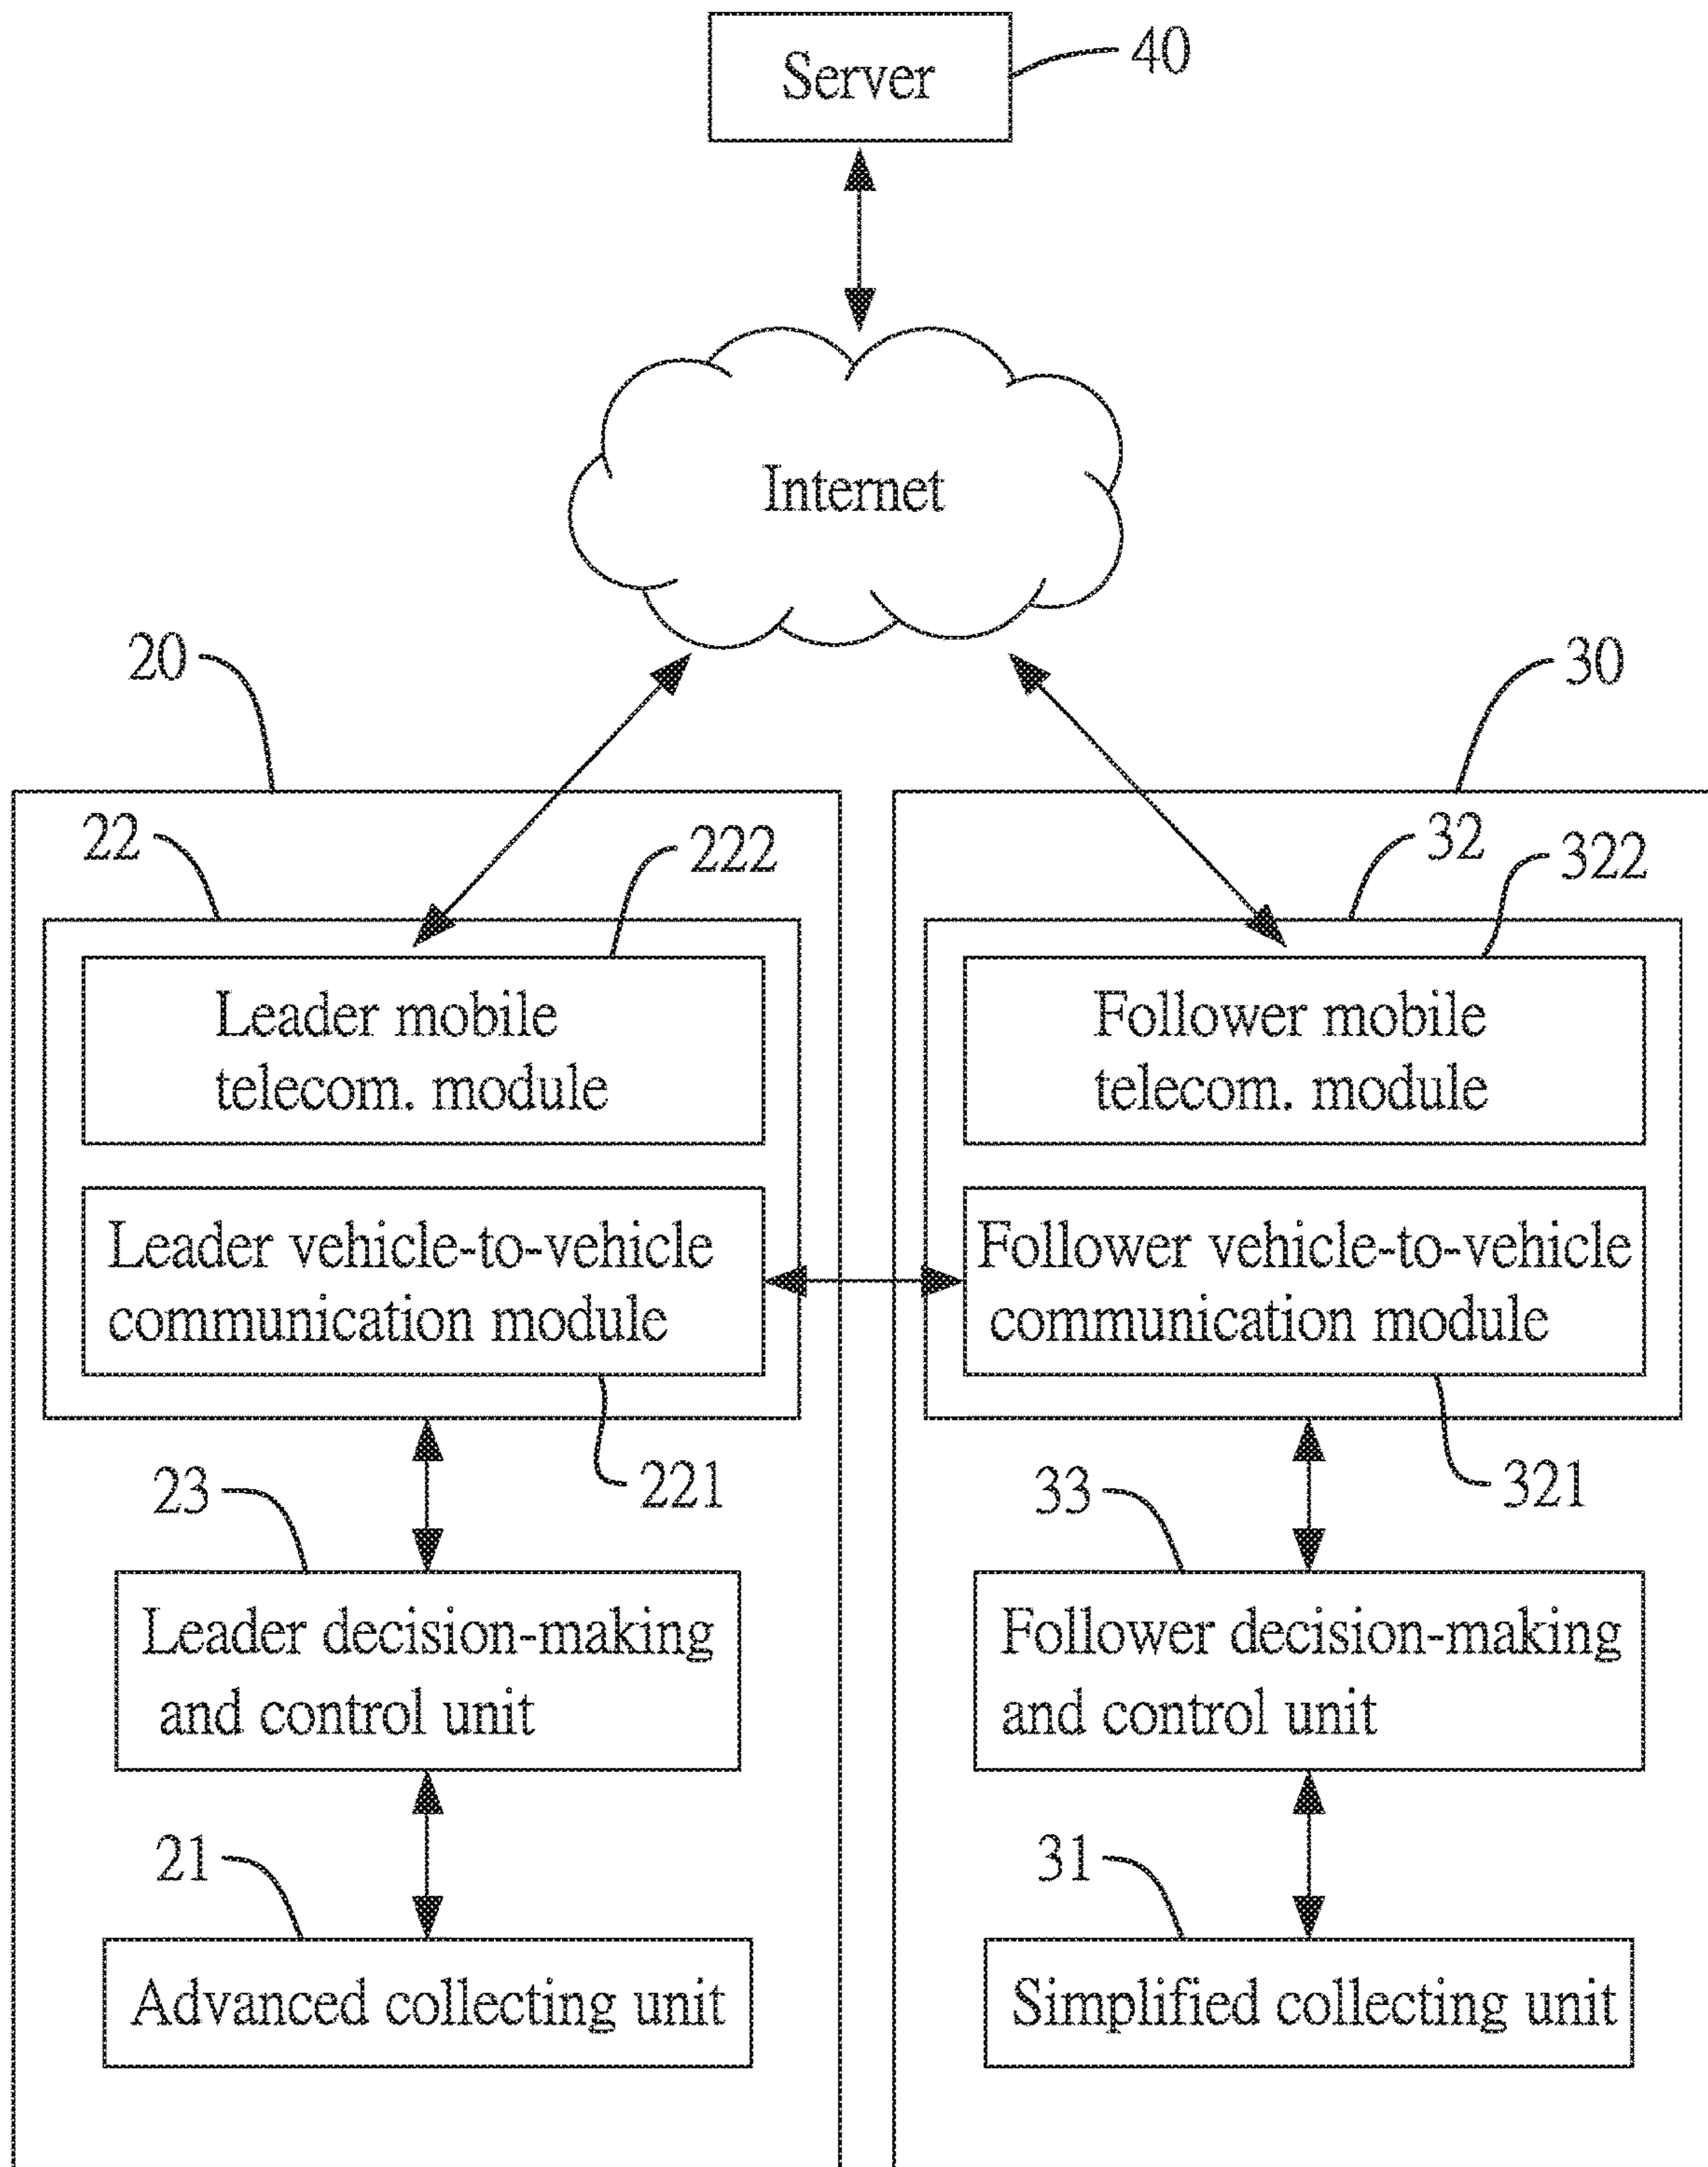 Server
40
Internet
20
30
22
222
32
322
Leader mobile
telecom. module
Follower mobile
telecom. module
Leader vehicle-to-vehicle
communication module
Follower vehicle-to-vehicle
communication module
23
221
33
321
Leader decision-making
and control unit
Follower decision-making
and control unit
21
31
Advanced collecting unit
Simplified collecting unit